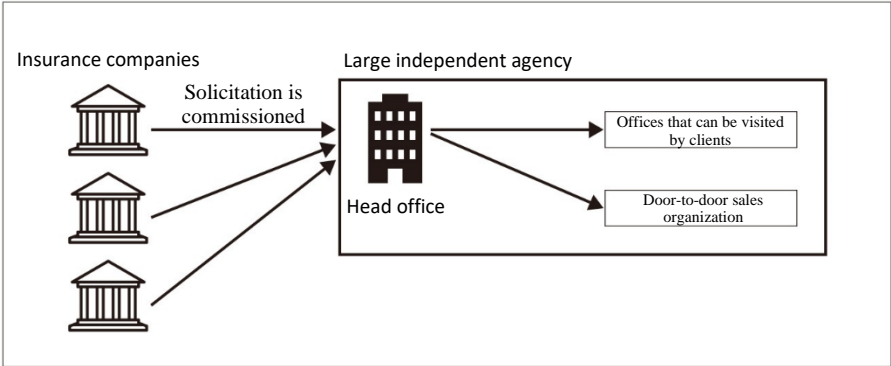 Insurance companies
Large independent agency
Solicitation is
commissioned
Offices that can be visited
by clients
Head office
Door-to-door sales
organization